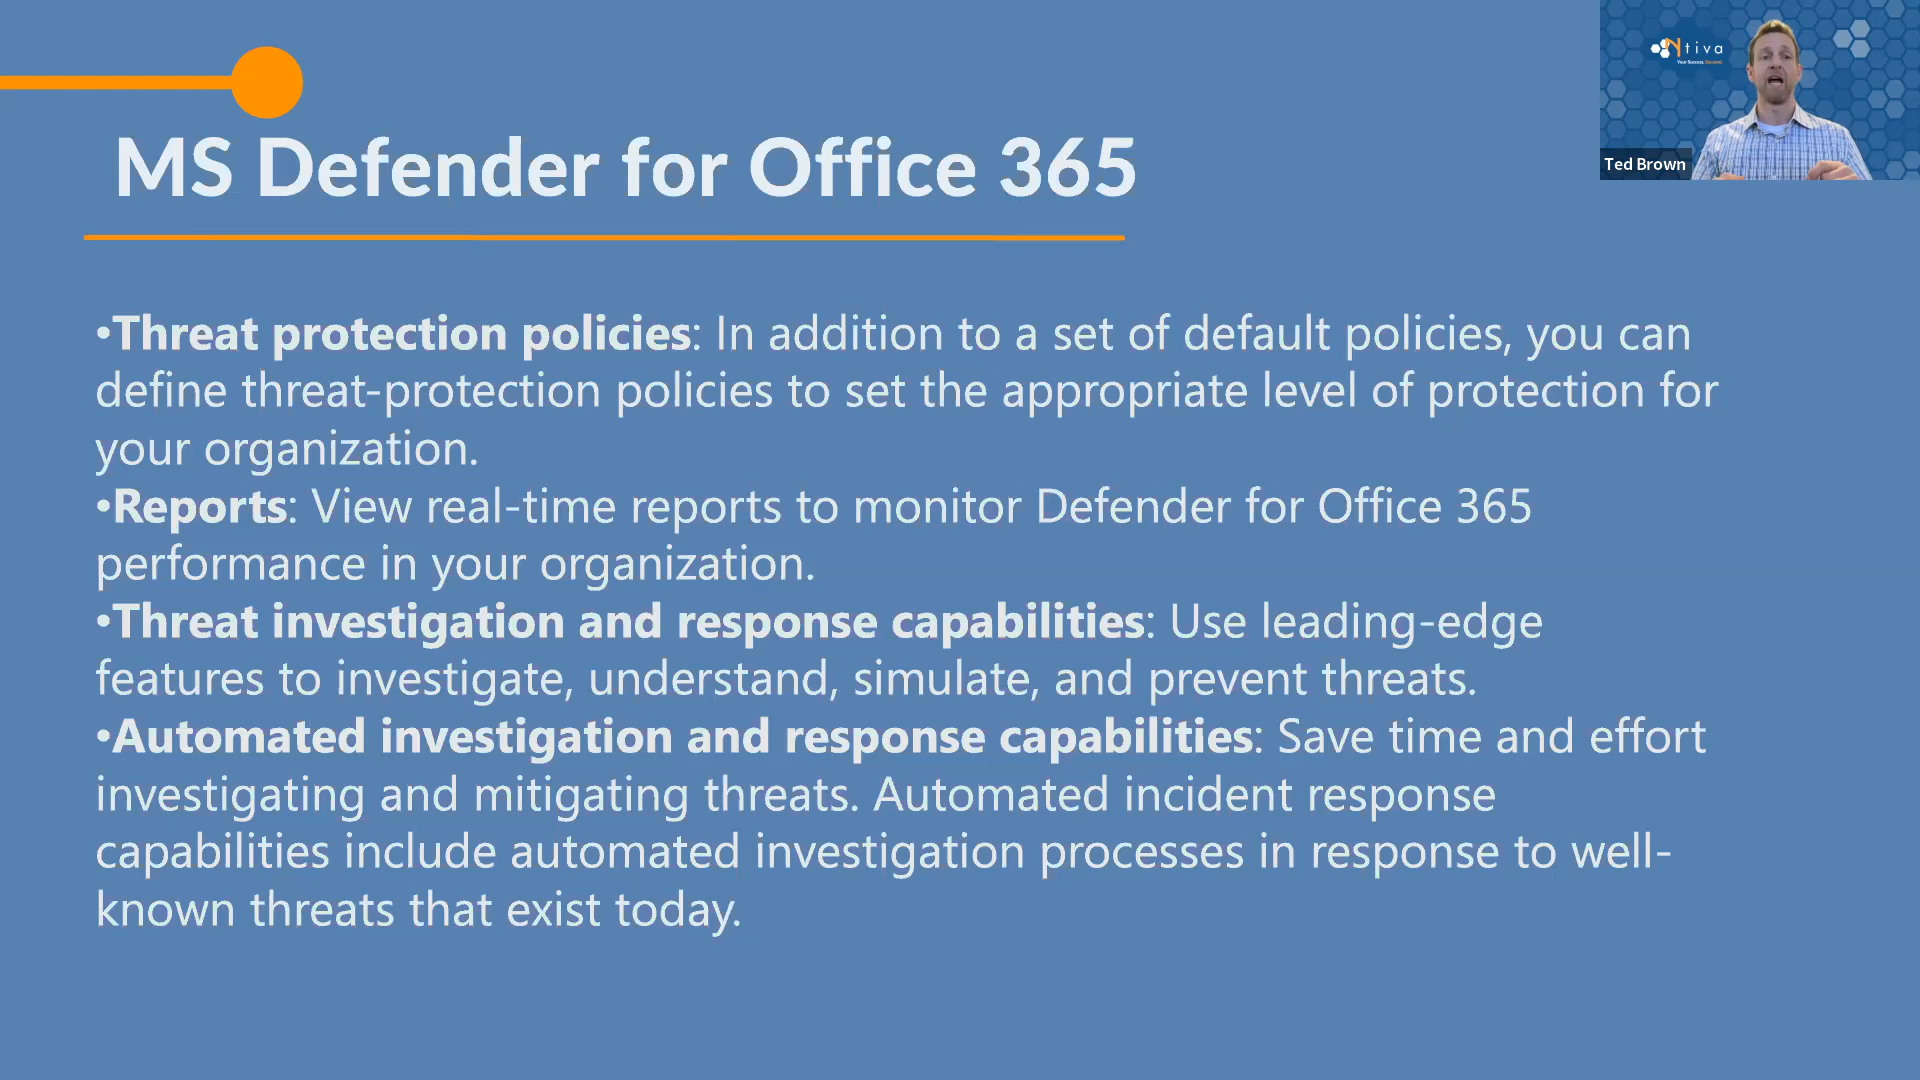 Ntiva
Your Success. Decoded.
Ted Brown
MS Defender for Office 365
•Threat protection policies: In addition to a set of default policies, you can
define threat-protection policies to set the appropriate level of protection for
your organization.
•Reports: View real-time reports to monitor Defender for Office 365
performance in your organization.
•Threat investigation and response capabilities: Use leading-edge
features to investigate, understand, simulate, and prevent threats.
•Automated investigation and response capabilities: Save time and effort
investigating and mitigating threats. Automated incident response
capabilities include automated investigation processes in response to well-
known threats that exist today.